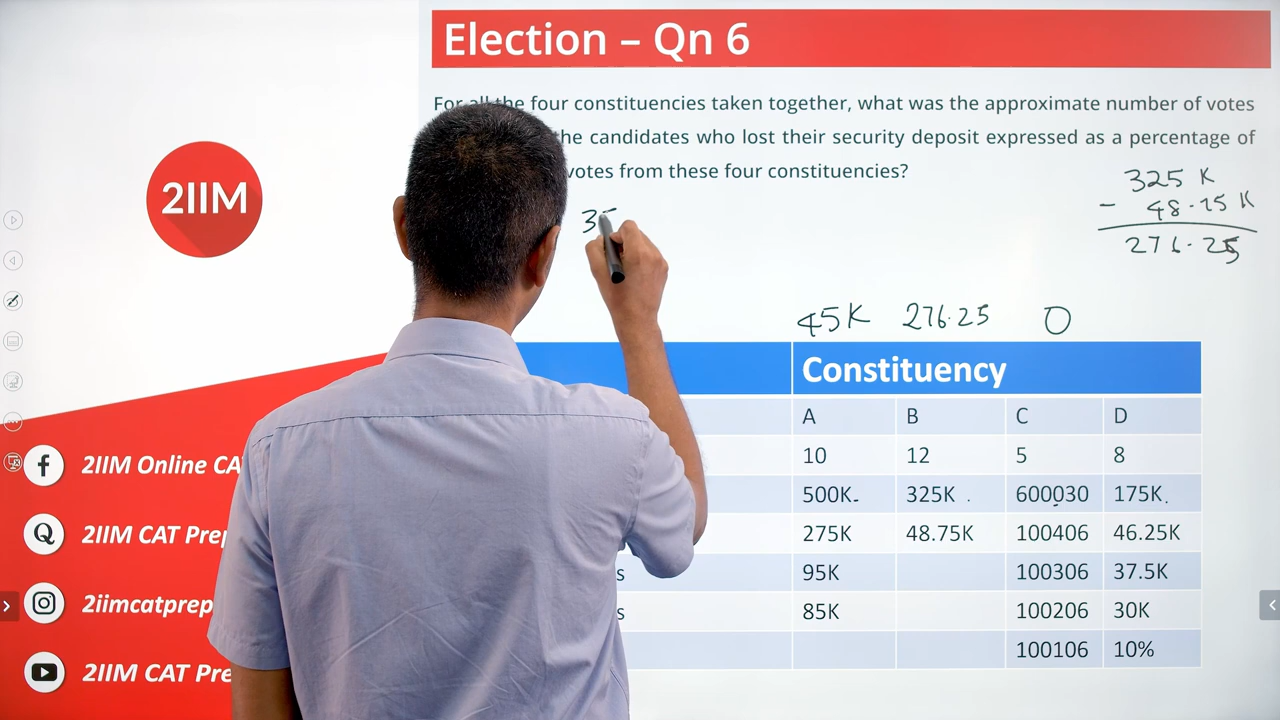 Election – Qn 6
For all the four constituencies taken together, what was the approximate number of votes
the candidates who lost their security deposit expressed as a percentage of
votes from these four constituencies?
2IIM
325 K
- 48.75 K
276.25
35
45K 276.25 0
Constituency
A B C D
10 12 5 8
500K 325K 600030 175K
275K 48.75K 100406 46.25K
s 95K 100306 37.5K
s 85K 100206 30K
100106 10%
f 2IIM Online CA
Q 2IIM CAT Prep
2iimcatprep
2IIM CAT Pre